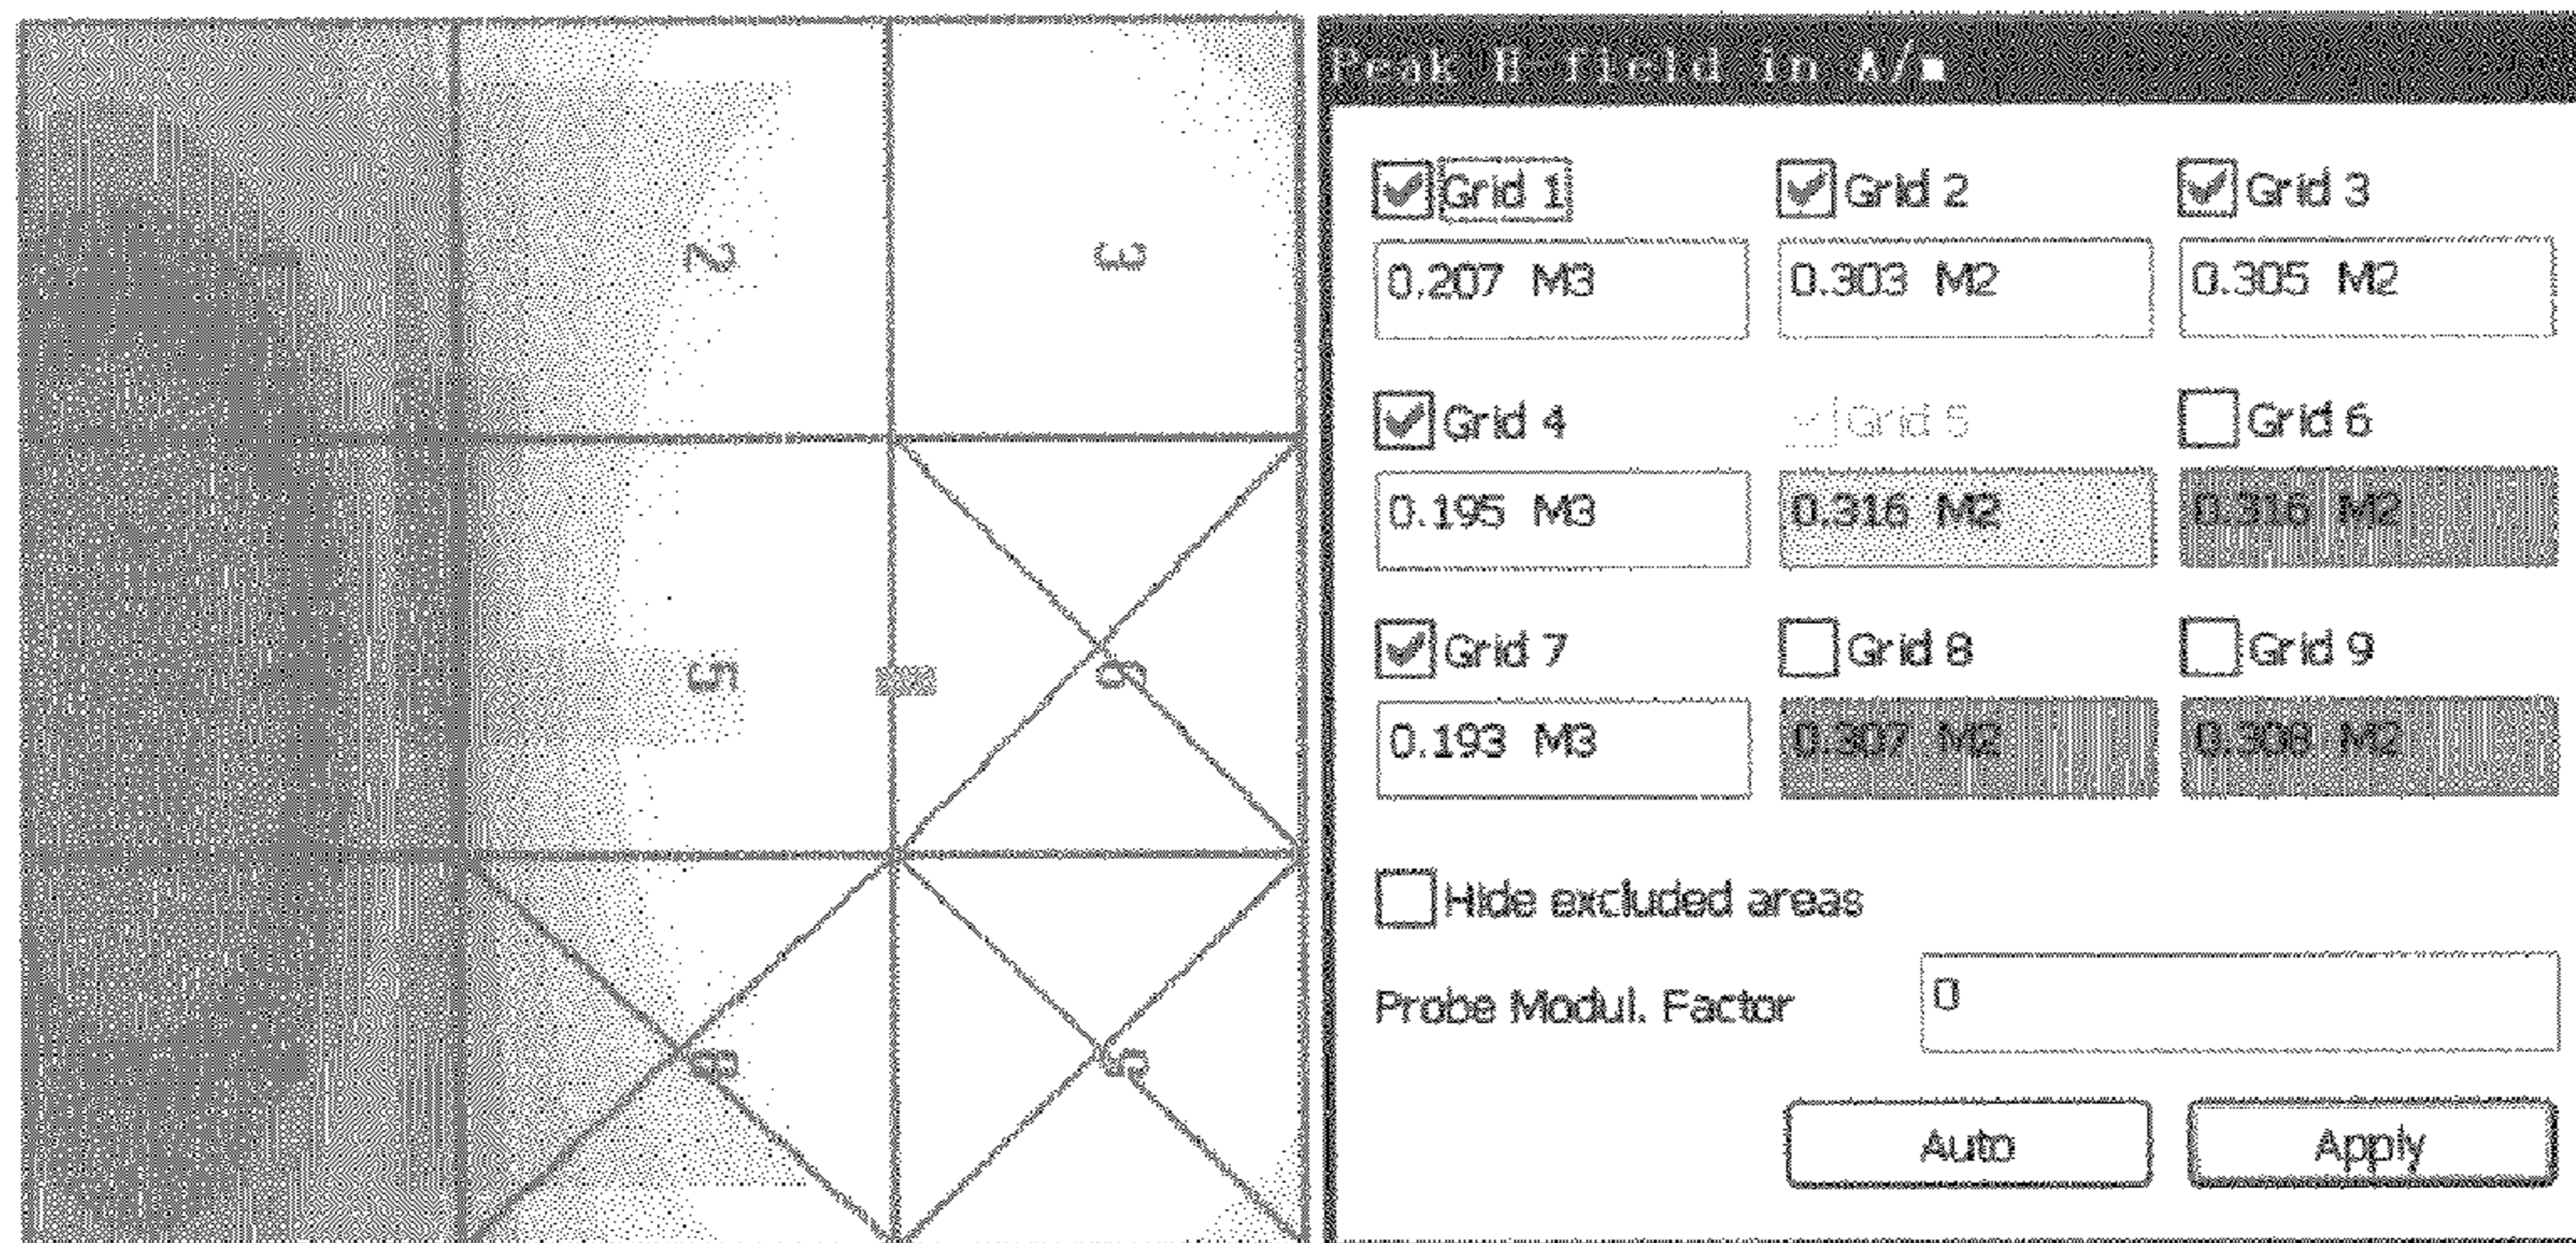 2
3
5
6
8
9
Peak H-field in A/m
Grid 1 Grid 2 Grid 3
0.207 M3 0.303 M2 0.305 M2
Grid 4 Grid 5 Grid 6
0.195 M3 0.316 M2 0.316 M2
Grid 7 Grid 8 Grid 9
0.193 M3 0.307 M2 0.308 M2
Hide excluded areas
Probe Modul. Factor 0
Auto Apply